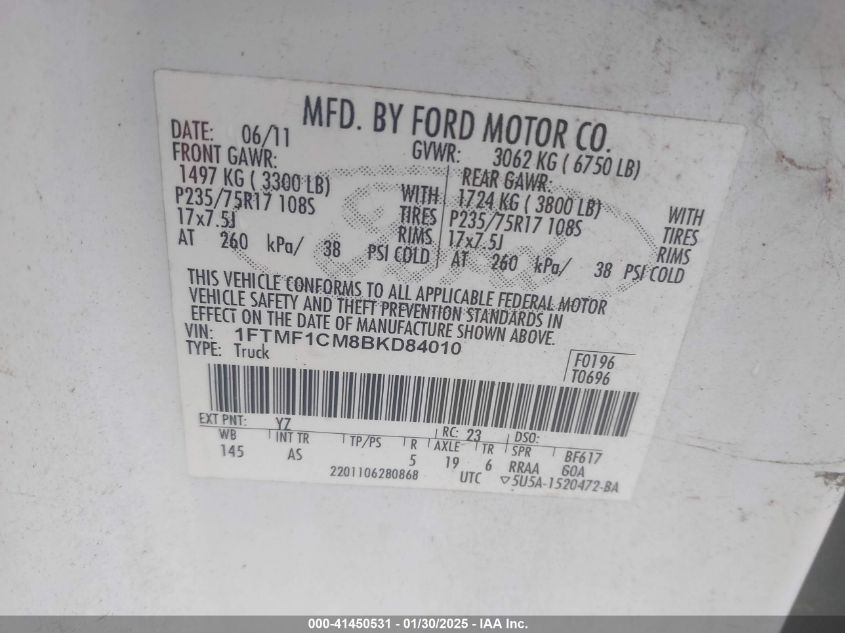 MFD. BY FORD MOTOR CO.
DATE: 06/11 GVWR: 3062 KG ( 6750 LB)
FRONT GAWR: REAR GAWR:
1497 KG ( 3300 LB) WITH 1724 KG ( 3800 LB) WITH
P235/75R17 108S TIRES P235/75R17 108S TIRES
17x7.5J RIMS 17x7.5J RIMS
AT 260 kPa/ 38 PSI COLD AT 260 kPa/ 38 PSI COLD
THIS VEHICLE CONFORMS TO ALL APPLICABLE FEDERAL MOTOR
VEHICLE SAFETY AND THEFT PREVENTION STANDARDS IN
EFFECT ON THE DATE OF MANUFACTURE SHOWN ABOVE.
VIN: 1FTMF1CM8BKD84010
TYPE: Truck
F0196
T0696
EXT PNT: YZ RC: 23 DSO:
WB INT TR TP/PS R AXLE TR SPR BF617
145 AS 5 19 6 RRAA GOA
2201106280868 UTC ▽5U5A-1520472-BA
000-41450531 - 01/30/2025 - IAA Inc.